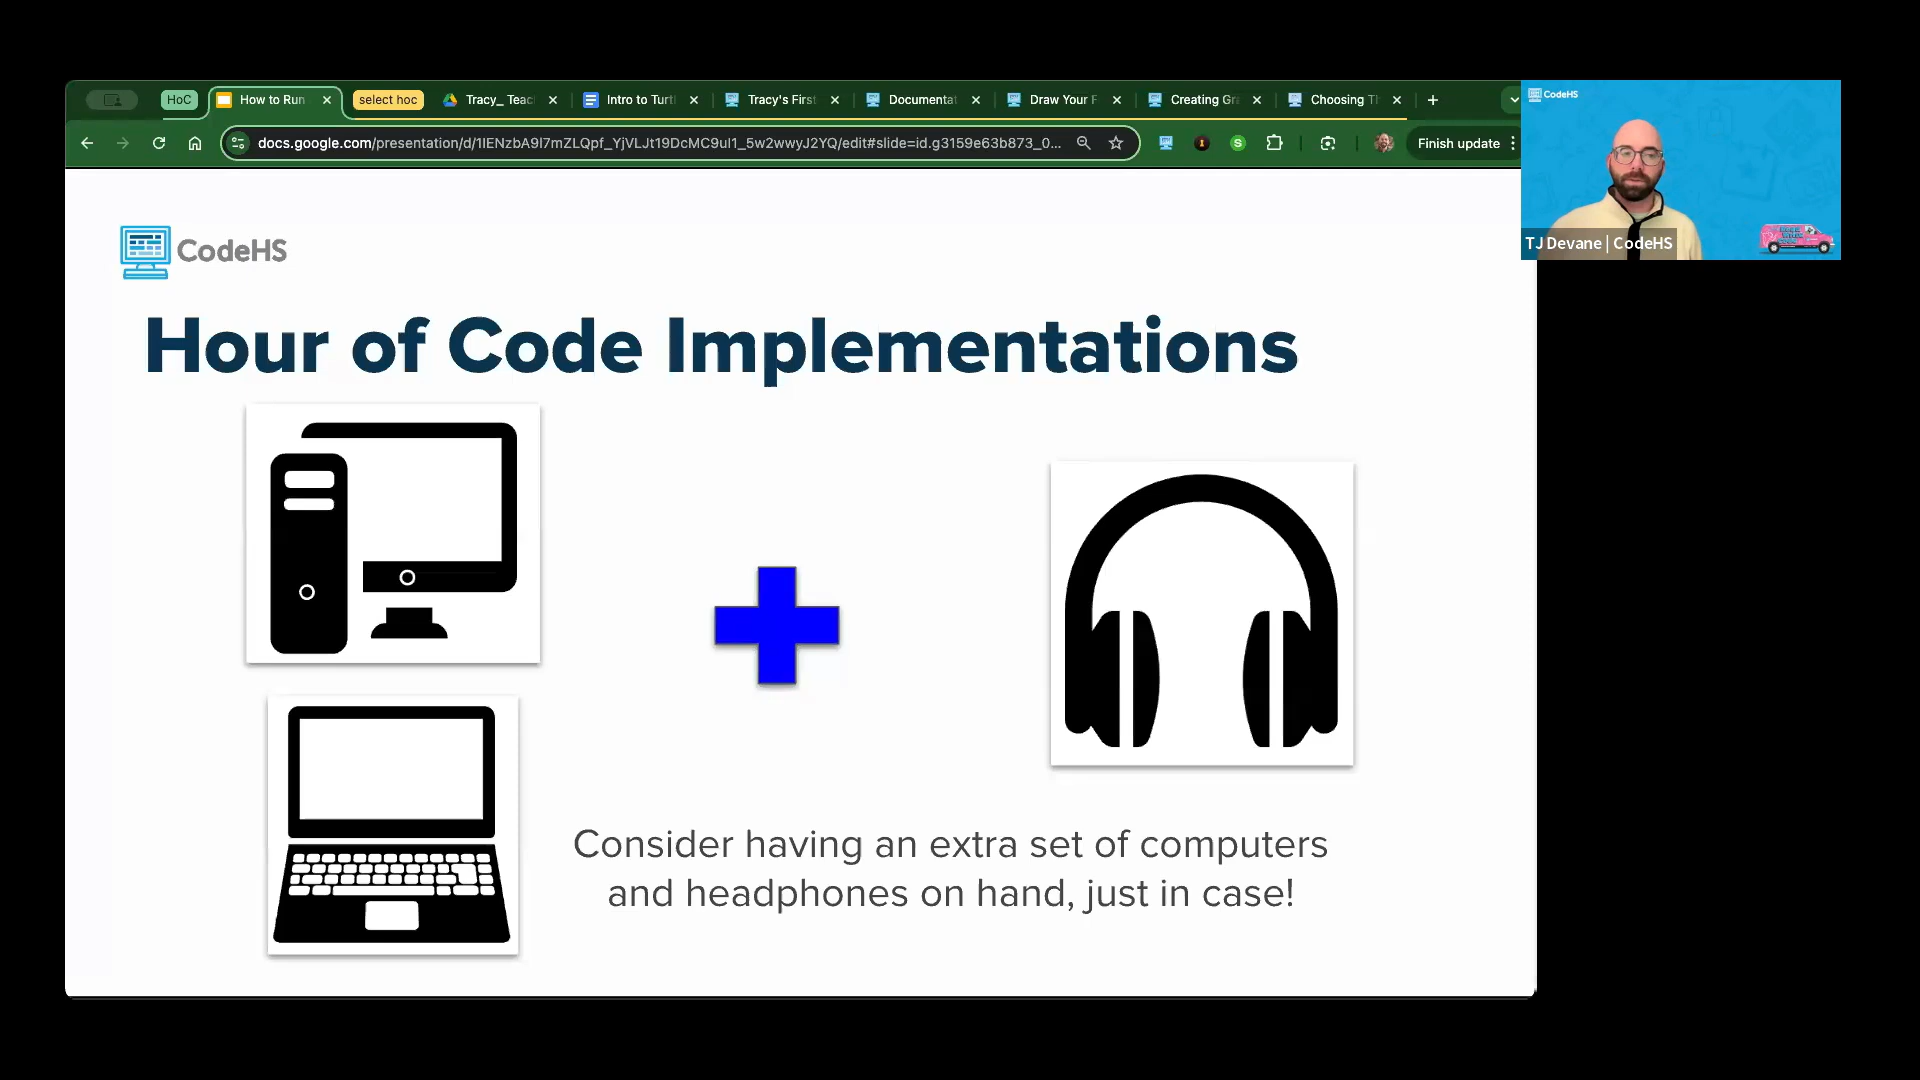 HoC
How to Run
select hoc
Tracy_ Teac
Intro to Turt
Tracy's First
Documentat
Draw Your F
Creating Gr
Choosing Th
docs.google.com/presentation/d/1IENzbA9I7mZLQpf_YjVLJt19DcMC9uI1_5w2wwyJ2YQ/edit#slide=id.g3159e63b873_0...
Finish update
CodeHS
TJ Devane | CodeHS
CodeHS
Hour of Code Implementations
Consider having an extra set of computers
and headphones on hand, just in case!